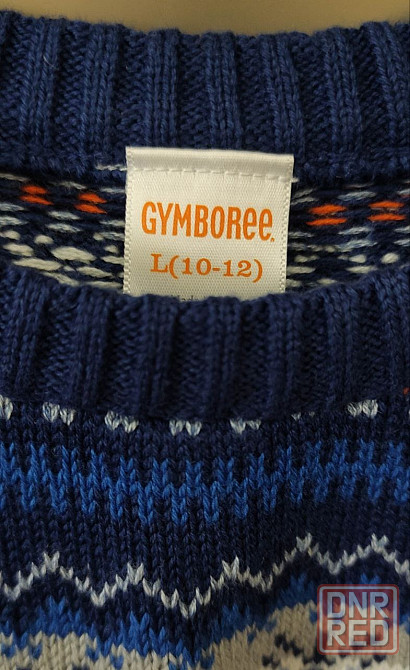 GYMBOREE.
L(10-12)
DNR
RED